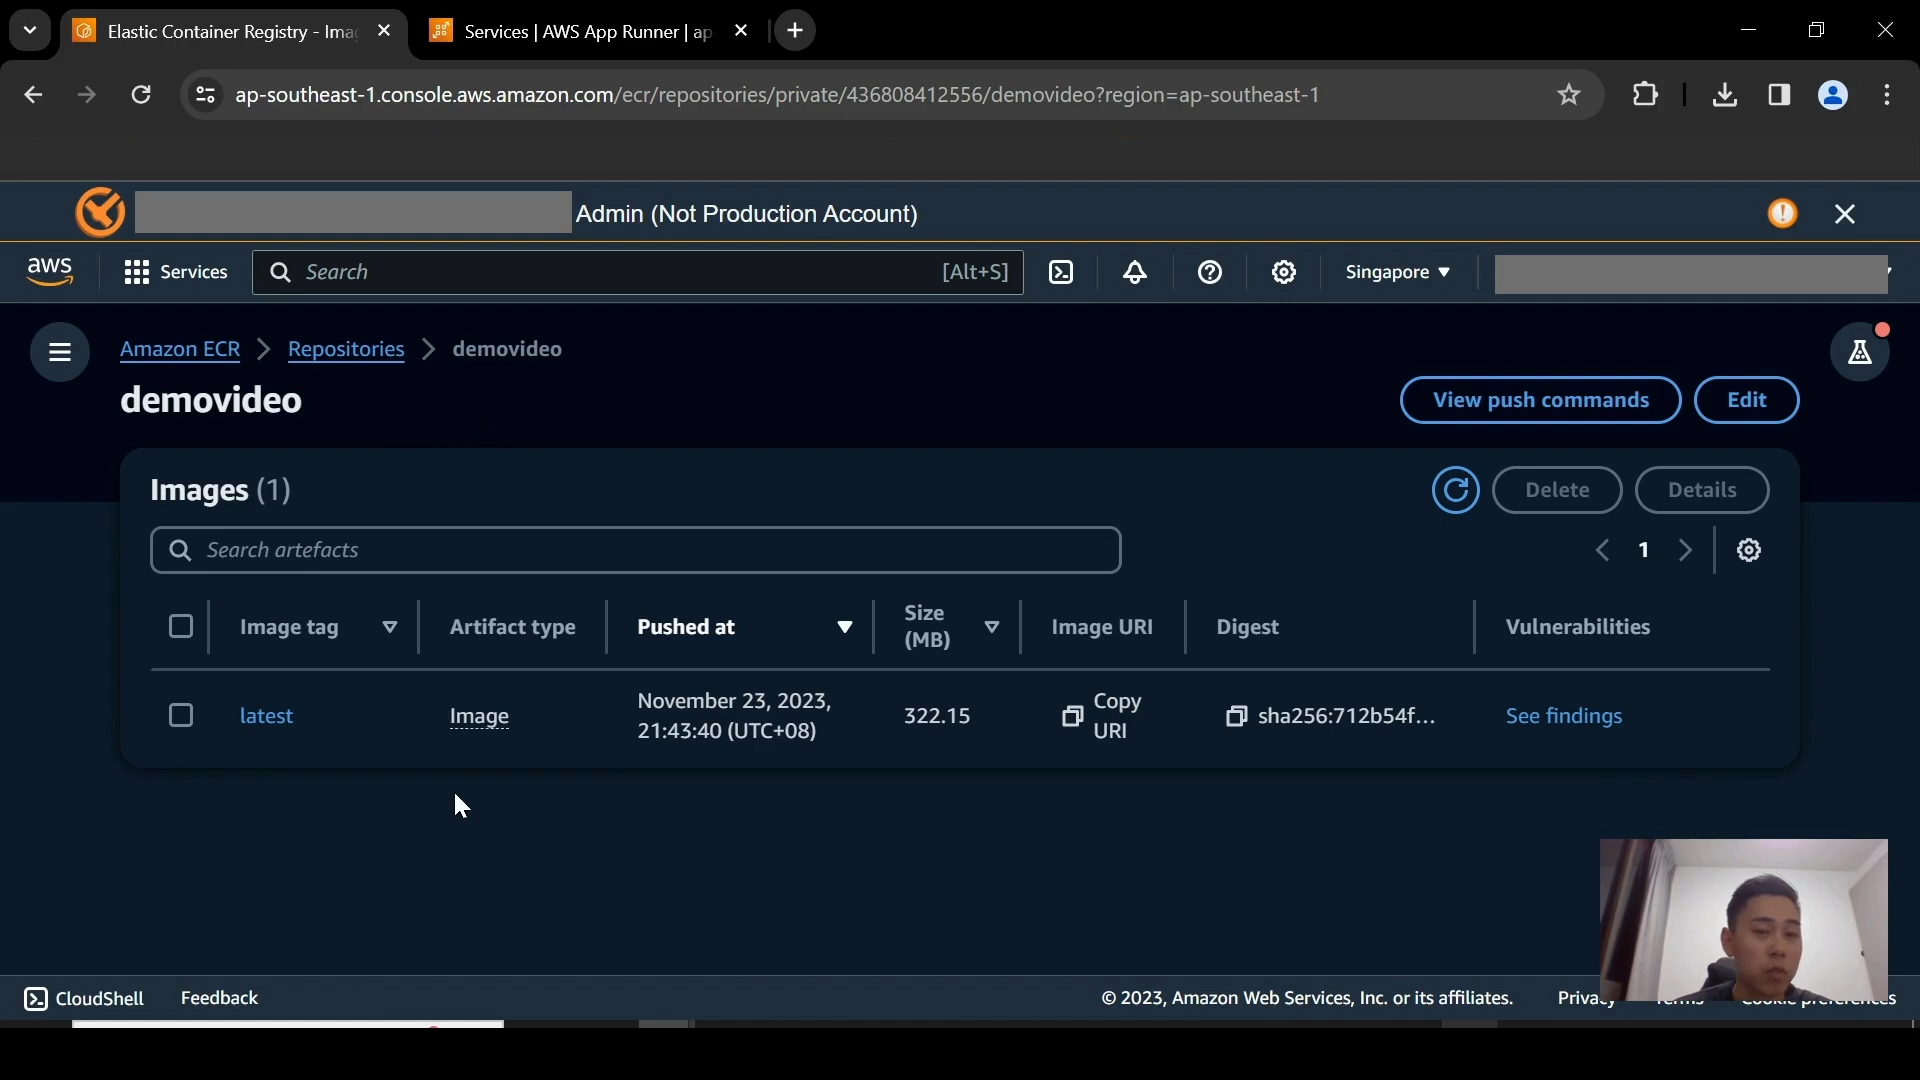 Elastic Container Registry - Ima
Services | AWS App Runner | ap
ap-southeast-1.console.aws.amazon.com/ecr/repositories/private/436808412556/demovideo?region=ap-southeast-1
Admin (Not Production Account)
aws
Services
Search
[Alt+S]
Singapore
Amazon ECR
Repositories
demovideo
demovideo
View push commands
Edit
Images (1)
Delete
Details
Search artefacts
1
Image tag
Artifact type
Pushed at
Size
(MB)
Image URI
Digest
Vulnerabilities
latest
Image
November 23, 2023,
21:43:40 (UTC+08)
322.15
Copy
URI
sha256:712b54f...
See findings
CloudShell
Feedback
© 2023, Amazon Web Services, Inc. or its affiliates.
Privacy